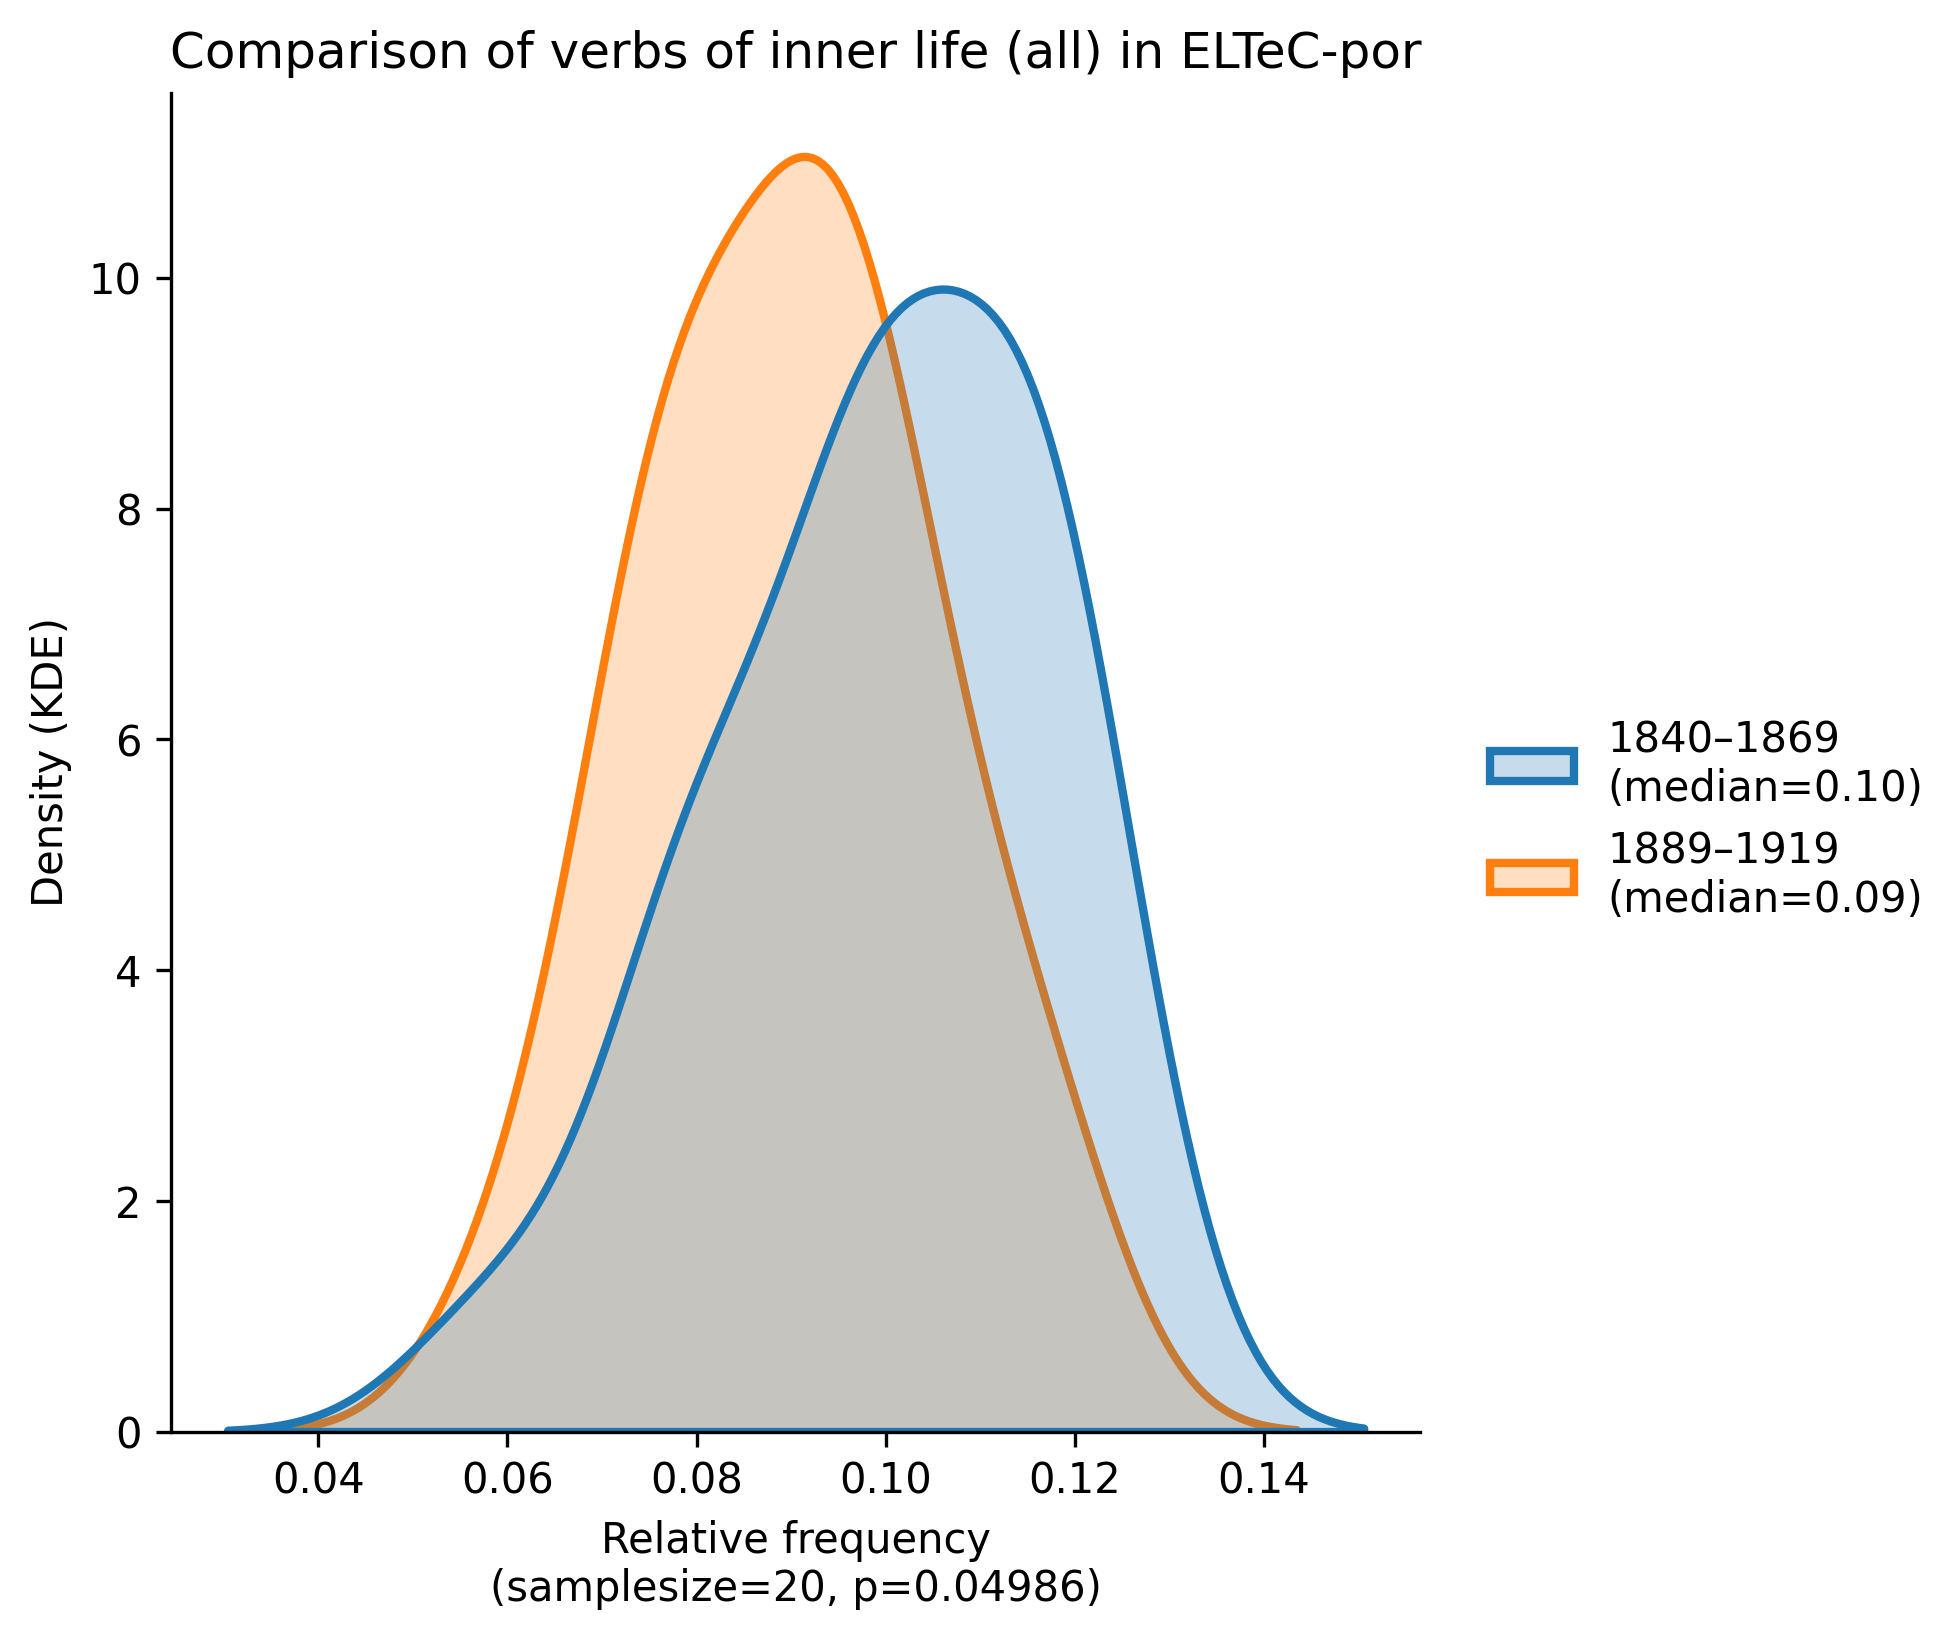 Comparison of verbs of inner life (all) in ELTeC-por
Density (KDE)
10
8
6
4
2
0
0.04 0.06 0.08 0.10 0.12 0.14
Relative frequency
(samplesize=20, p=0.04986)
1840–1869
(median=0.10)
1889–1919
(median=0.09)